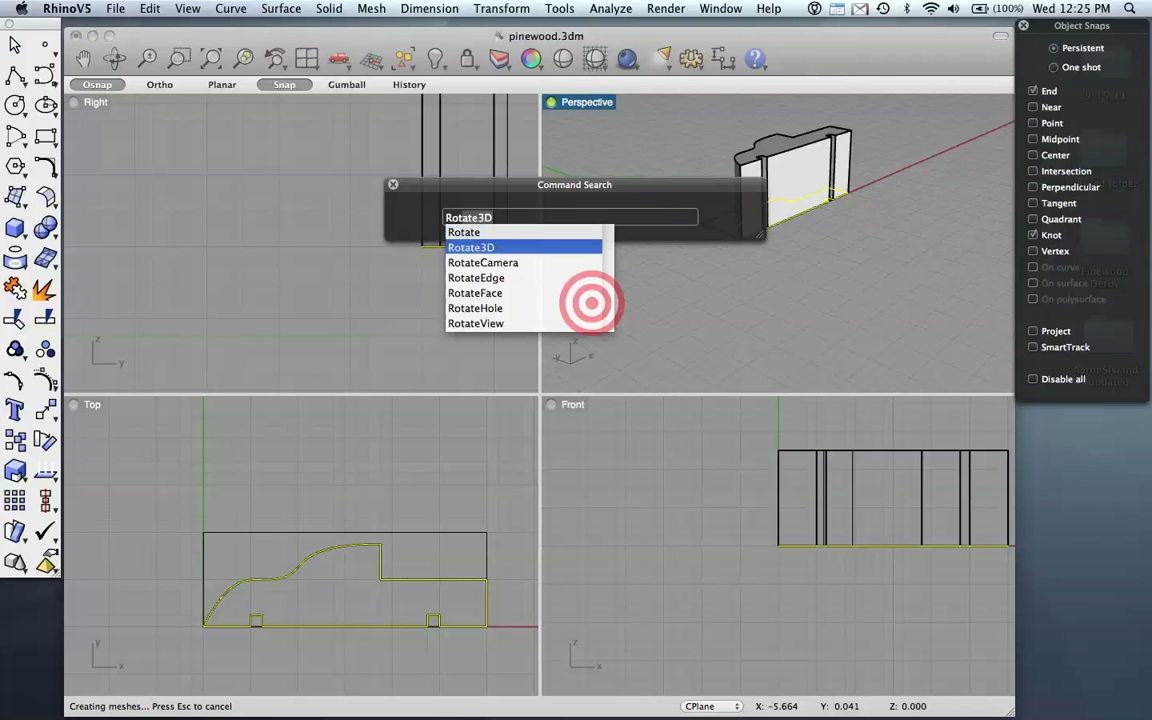 RhinoV5 File Edit View Curve Surface Solid Mesh Dimension Transform Tools Analyze Render Window Help (100%) Wed 12:25 PM
pinewood.3dm
Osnap Ortho Planar Snap Gumball History
Right
Perspective
Command Search
Rotate3D
Rotate
Rotate3D
RotateCamera
RotateEdge
RotateFace
RotateHole
RotateView
z
y
z
y
x
Top
Front
y
x
z
x
Creating meshes... Press Esc to cancel
CPlane X: -5.664 Y: 0.041 Z: 0.000
Object Snaps
Persistent
One shot
End
Near
Point
Midpoint
Center
Intersection
Perpendicular
Tangent
Quadrant
Knot
Vertex
On curve
On surface
On polysurface
Project
SmartTrack
Disable all